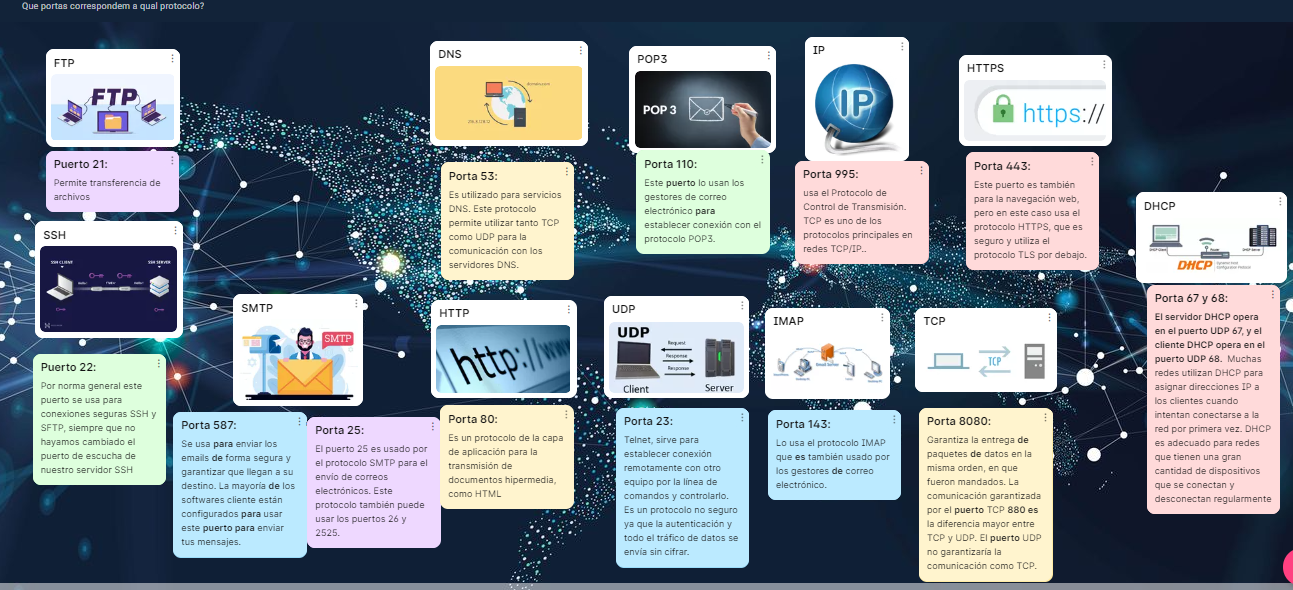 Que portas correspondem a qual protocolo?
FTP
FTP
Puerto 21:
Permite transferencia de
archivos
SSH
SSH CLIENT
SSH SERVER
Puerto 22:
Por norma general este
puerto se usa para
conexiones seguras SSH y
SFTP, siempre que no
hayamos cambiado el
puerto de escucha de
nuestro servidor SSH
SMTP
SMTP
Porta 587:
Se usa para enviar los
emails de forma segura y
garantizar que llegan a su
destino. La mayoría de los
softwares cliente están
configurados para usar
este puerto para enviar
tus mensajes.
Porta 25:
El puerto 25 es usado por
el protocolo SMTP para el
envío de correos
electrónicos. Este
protocolo también puede
usar los puertos 26 y
2525.
DNS
Porta 53:
Es utilizado para servicios
DNS. Este protocolo
permite utilizar tanto TCP
como UDP para la
comunicación con los
servidores DNS.
HTTP
http://www
Porta 80:
Es un protocolo de la capa
de aplicación para la
transmisión de
documentos hipermedia,
como HTML
POP3
POP 3
Porta 110:
Este puerto lo usan los
gestores de correo
electrónico para
establecer conexión con el
protocolo POP3.
UDP
UDP
Request
Response
Response
Client
Server
Porta 23:
Telnet, sirve para
establecer conexión
remotamente con otro
equipo por la línea de
comandos y controlarlo.
Es un protocolo no seguro
ya que la autenticación y
todo el tráfico de datos se
envía sin cifrar.
IP
IP
Porta 995:
usa el Protocolo de
Control de Transmisión.
TCP es uno de los
protocolos principales en
redes TCP/IP..
IMAP
Porta 143:
Lo usa el protocolo IMAP
que es también usado por
los gestores de correo
electrónico.
HTTPS
https://
Porta 443:
Este puerto es también
para la navegación web,
pero en este caso usa el
protocolo HTTPS, que es
seguro y utiliza el
protocolo TLS por debajo.
TCP
TCP
Porta 8080:
Garantiza la entrega de
paquetes de datos en la
misma orden, en que
fueron mandados. La
comunicación garantizada
por el puerto TCP 880 es
la diferencia mayor entre
TCP y UDP. El puerto UDP
no garantizaría la
comunicación como TCP.
DHCP
DHCP
Porta 67 y 68:
El servidor DHCP opera
en el puerto UDP 67, y el
cliente DHCP opera en el
puerto UDP 68. Muchas
redes utilizan DHCP para
asignar direcciones IP a
los clientes cuando
intentan conectarse a la
red por primera vez. DHCP
es adecuado para redes
que tienen una gran
cantidad de dispositivos
que se conectan y
desconectan regularmente